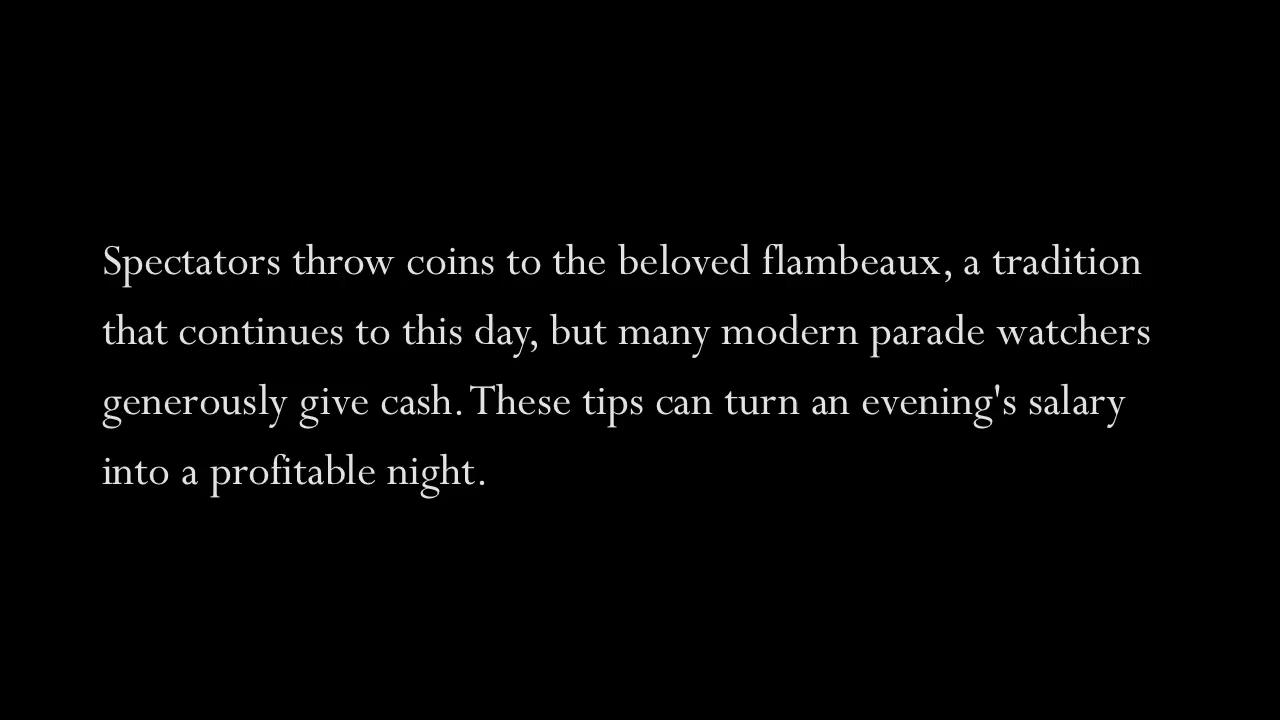 Spectators throw coins to the beloved flambeaux, a tradition
that continues to this day, but many modern parade watchers
generously give cash. These tips can turn an evening's salary
into a profitable night.